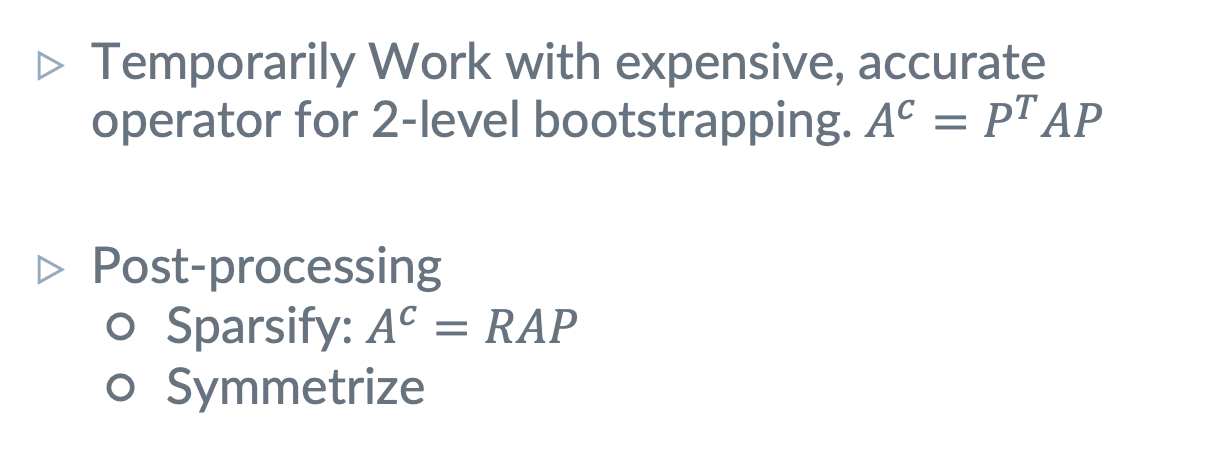 ▷ Temporarily Work with expensive, accurate
operator for 2-level bootstrapping. $A^c = P^T AP$
▷ Post-processing
○ Sparsify: $A^c = RAP$
○ Symmetrize